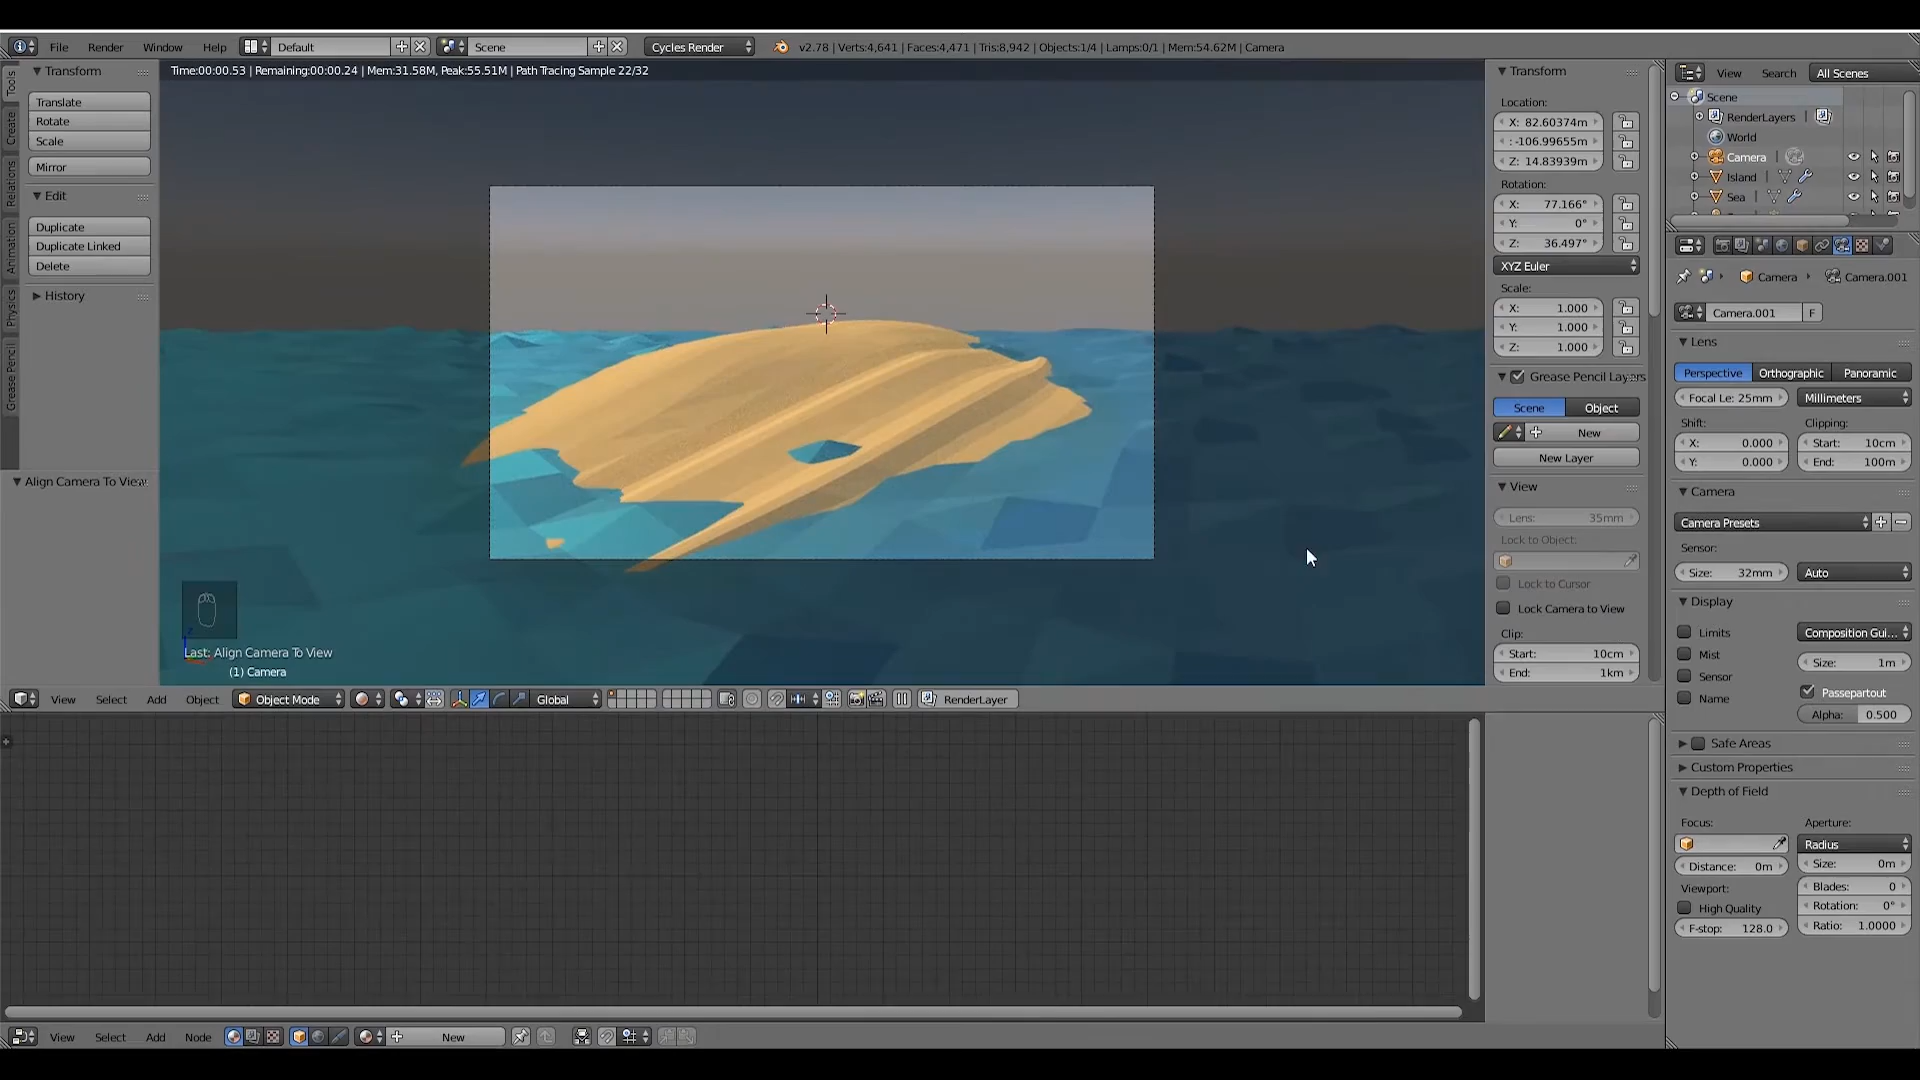 File Render Window Help Default Scene Cycles Render v2.78 | Verts:4,641 | Faces:4,471 | Tris:8,942 | Objects:1/4 | Lamps:0/1 | Mem:54.62M | Camera
Time:00:00.53 | Remaining:00:00.24 | Mem:31.58M, Peak:55.51M | Path Tracing Sample 22/32
Tools
Create
Relations
Animation
Physics
Grease Pencil
Transform
Translate
Rotate
Scale
Mirror
Edit
Duplicate
Duplicate Linked
Delete
History
Align Camera To View
Last: Align Camera To View
(1) Camera
Transform
Location:
X: 82.60374m
: -106.99655m
Z: 14.83939m
Rotation:
X: 77.166°
Y: 0°
Z: 36.497°
XYZ Euler
Scale:
X: 1.000
Y: 1.000
Z: 1.000
Grease Pencil Layers
Scene Object
New
New Layer
View
Lens: 35mm
Lock to Object:
Lock to Cursor
Lock Camera to View
Clip:
Start: 10cm
End: 1km
View Select Add Object Object Mode Global RenderLayer
View Search All Scenes
Scene
RenderLayers
World
Camera
Island
Sea
Camera Camera.001
Camera.001 F
Lens
Perspective Orthographic Panoramic
Focal Le: 25mm Millimeters
Shift: Clipping:
X: 0.000 Start: 10cm
Y: 0.000 End: 100m
Camera
Camera Presets
Sensor:
Size: 32mm Auto
Display
Limits Composition Gui...
Mist Size: 1m
Sensor Passepartout
Name Alpha: 0.500
Safe Areas
Custom Properties
Depth of Field
Focus: Aperture:
Radius
Distance: 0m Size: 0m
Viewport: Blades: 0
High Quality Rotation: 0°
F-stop: 128.0 Ratio: 1.0000
View Select Add Node New